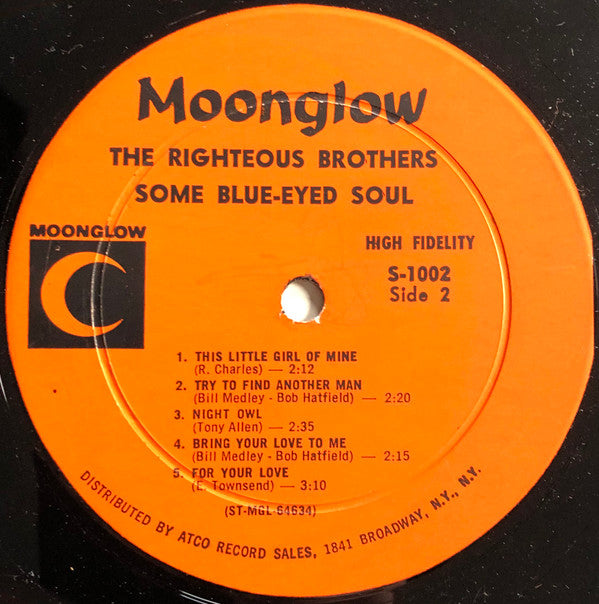 Moonglow
THE RIGHTEOUS BROTHERS
SOME BLUE-EYED SOUL
MOONGLOW
HIGH FIDELITY
S-1002
Side 2
1. THIS LITTLE GIRL OF MINE
(R. Charles) — 2:12
2. TRY TO FIND ANOTHER MAN
(Bill Medley - Bob Hatfield) — 2:20
3. NIGHT OWL
(Tony Allen) — 2:35
4. BRING YOUR LOVE TO ME
(Bill Medley - Bob Hatfield) — 2:15
5. FOR YOUR LOVE
(E. Townsend) — 3:10
(ST-MGL-64634)
DISTRIBUTED BY ATCO RECORD SALES, 1841 BROADWAY, N.Y., N.Y.